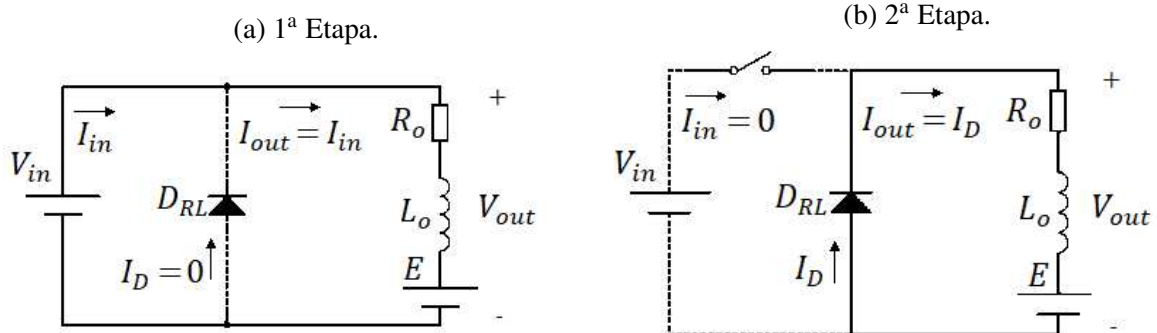 (a) 1ª Etapa.
I_in
V_in
I_out = I_in
D_RL
I_D = 0
R_o
L_o
E
+
V_out
-
(b) 2ª Etapa.
I_in = 0
V_in
I_out = I_D
D_RL
I_D
R_o
L_o
E
+
V_out
-